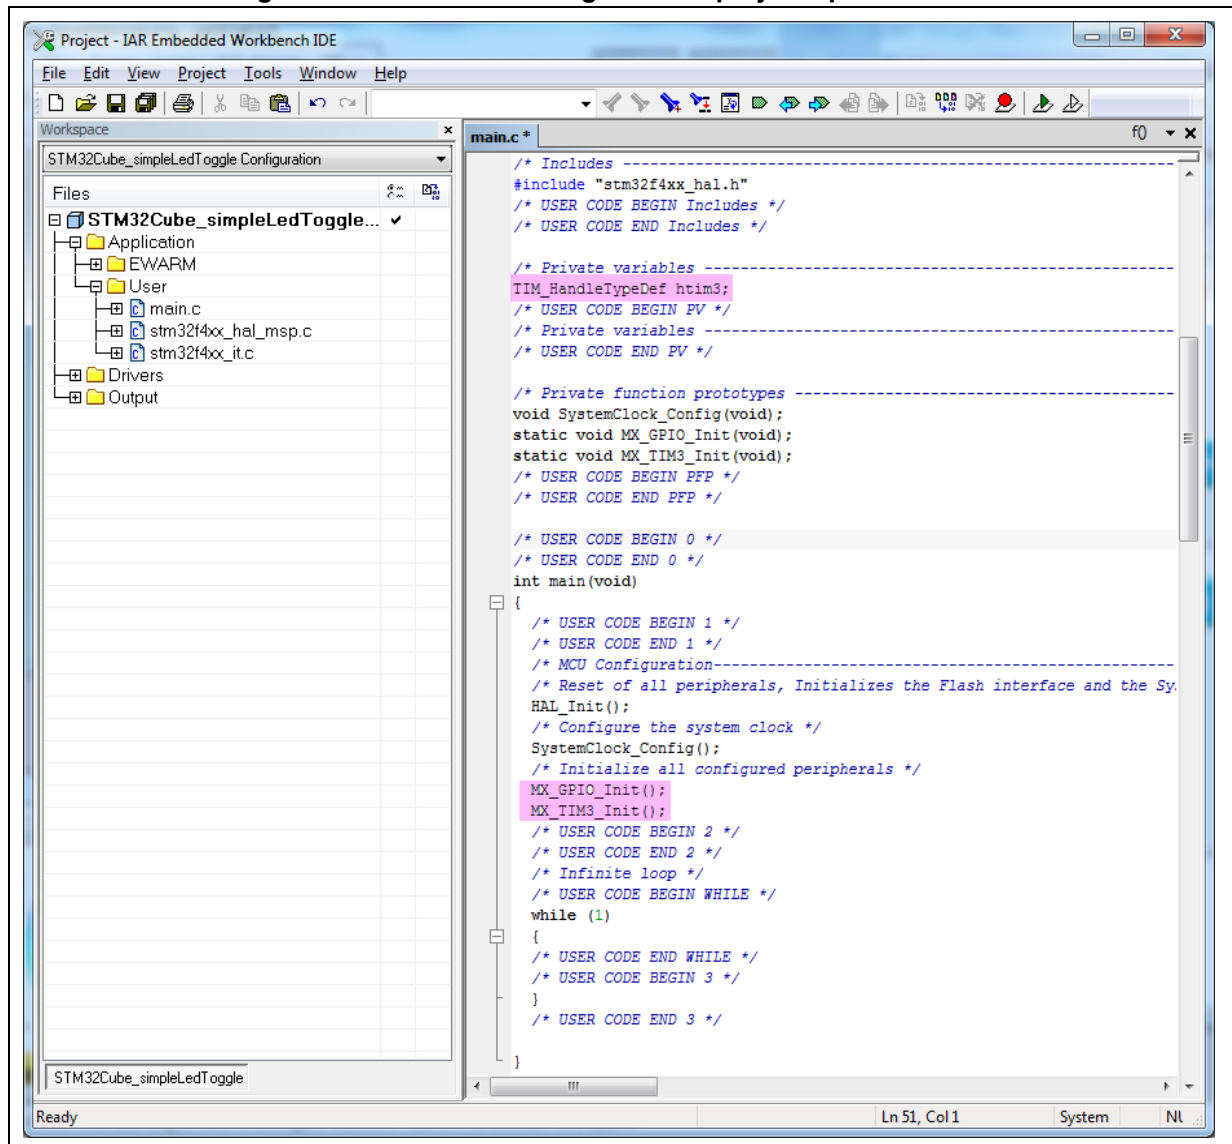 Project - IAR Embedded Workbench IDE
File Edit View Project Tools Window Help
Workspace
STM32Cube_simpleLedToggle Configuration
Files
STM32Cube_simpleLedToggle...
Application
EWARM
User
main.c
stm32f4xx_hal_msp.c
stm32f4xx_it.c
Drivers
Output
STM32Cube_simpleLedToggle
main.c *
f()
/* Includes ------------------------------------------------------------
#include "stm32f4xx_hal.h"
/* USER CODE BEGIN Includes */
/* USER CODE END Includes */
/* Private variables ---------------------------------------------------
TIM_HandleTypeDef htim3;
/* USER CODE BEGIN PV */
/* Private variables ---------------------------------------------------
/* USER CODE END PV */
/* Private function prototypes -----------------------------------------
void SystemClock_Config(void);
static void MX_GPIO_Init(void);
static void MX_TIM3_Init(void);
/* USER CODE BEGIN PFP */
/* USER CODE END PFP */
/* USER CODE BEGIN 0 */
/* USER CODE END 0 */
int main(void)
{
/* USER CODE BEGIN 1 */
/* USER CODE END 1 */
/* MCU Configuration---------------------------------------------------
/* Reset of all peripherals, Initializes the Flash interface and the Sy
HAL_Init();
/* Configure the system clock */
SystemClock_Config();
/* Initialize all configured peripherals */
MX_GPIO_Init();
MX_TIM3_Init();
/* USER CODE BEGIN 2 */
/* USER CODE END 2 */
/* Infinite loop */
/* USER CODE BEGIN WHILE */
while (1)
{
/* USER CODE END WHILE */
/* USER CODE BEGIN 3 */
}
/* USER CODE END 3 */
}
Ready
Ln 51, Col 1
System